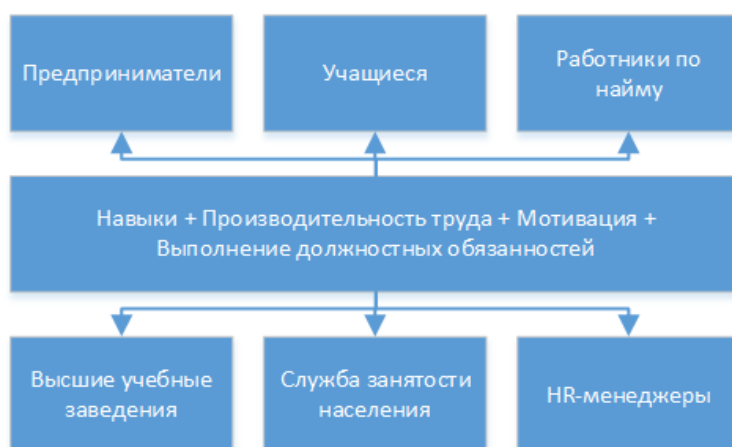 Предприниматели
Учащиеся
Работники по
найму
Навыки + Производительность труда + Мотивация +
Выполнение должностных обязанностей
Высшие учебные
заведения
Служба занятости
населения
HR-менеджеры